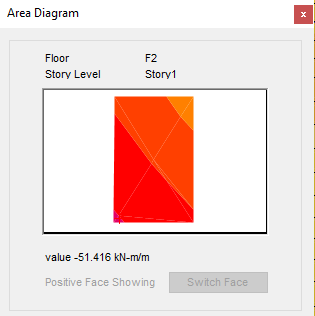 Area Diagram
x
Floor F2
Story Level Story1
value -51.416 kN-m/m
Positive Face Showing Switch Face